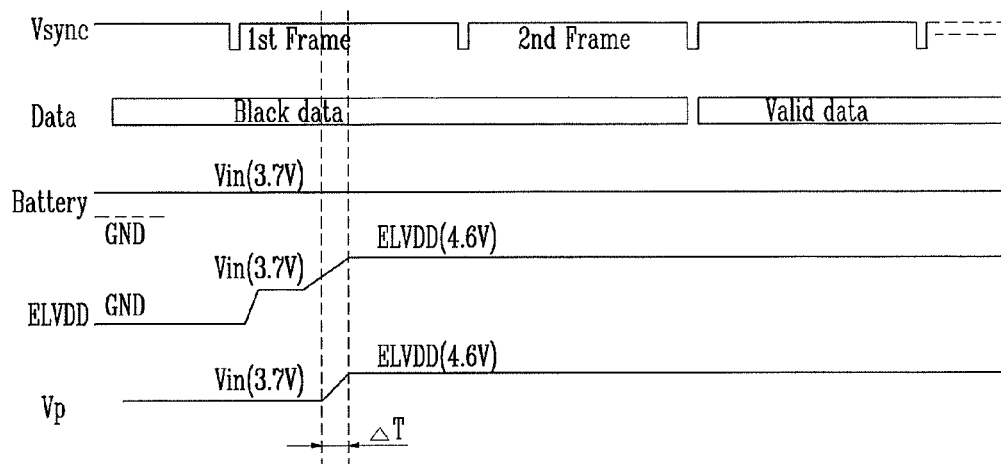 Vsync
1st Frame
2nd Frame
Data
Black data
Valid data
Battery
Vin(3.7V)
GND
ELVDD(4.6V)
Vin(3.7V)
ELVDD
GND
ELVDD(4.6V)
Vin(3.7V)
Vp
△T